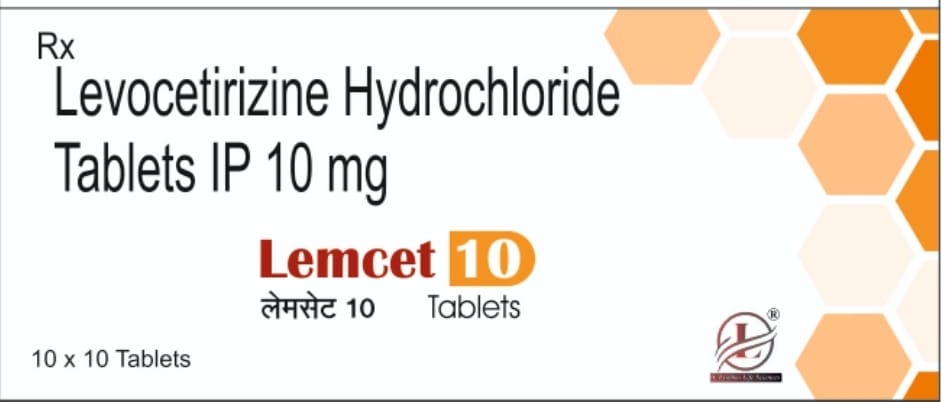 Rx
Levocetirizine Hydrochloride
Tablets IP 10 mg
Lemcet 10
लेमसेट 10 Tablets
10 x 10 Tablets
L
®